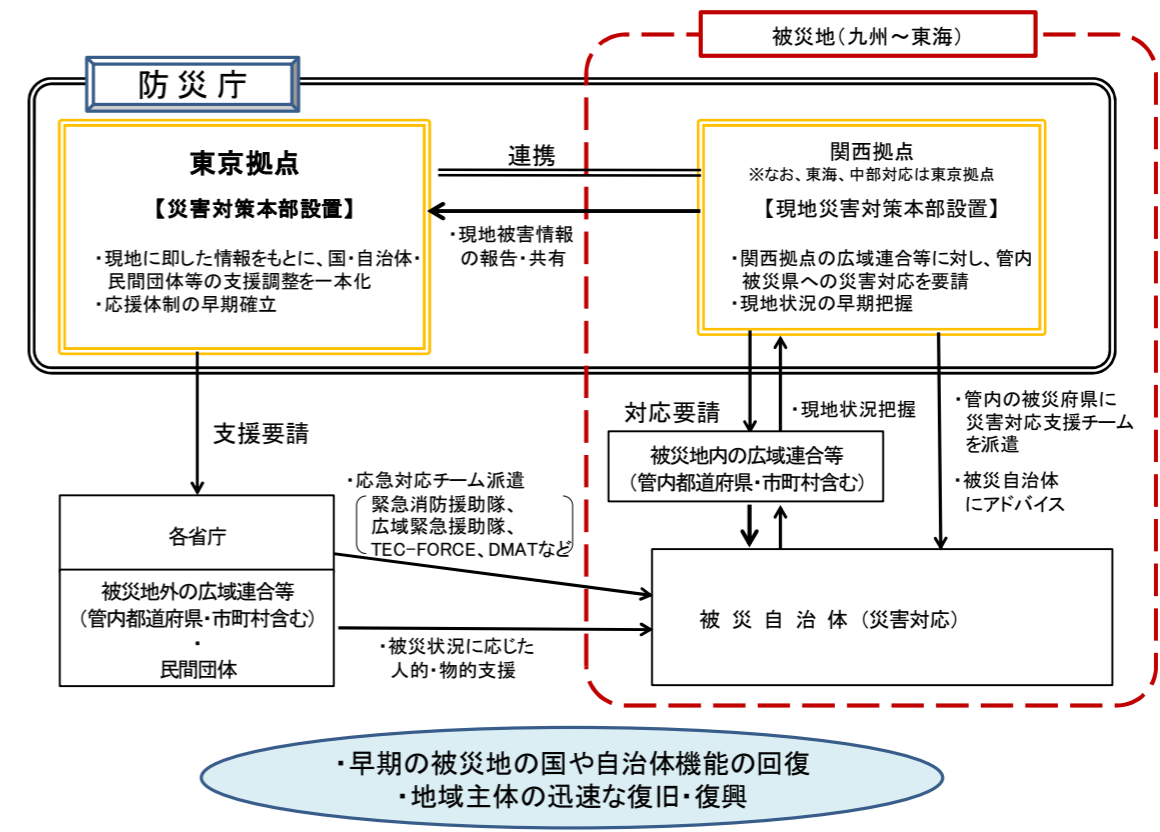 被災地(九州～東海)
防災庁
東京拠点
【災害対策本部設置】
・現地に即した情報をもとに、国・自治体・
民間団体等の支援調整を一本化
・応援体制の早期確立
連携
・現地被害情報
の報告・共有
関西拠点
※なお、東海、中部対応は東京拠点
【現地災害対策本部設置】
・関西拠点の広域連合等に対し、管内
被災県への災害対応を要請
・現地状況の早期把握
支援要請
対応要請
・現地状況把握
・管内の被災府県に
災害対応支援チーム
を派遣
・被災自治体
にアドバイス
被災地内の広域連合等
(管内都道府県・市町村含む)
・応急対応チーム派遣
緊急消防援助隊、
広域緊急援助隊、
TEC-FORCE、DMATなど
各省庁
被災地外の広域連合等
(管内都道府県・市町村含む)
・
民間団体
・被災状況に応じた
人的・物的支援
被災自治体(災害対応)
・早期の被災地の国や自治体機能の回復
・地域主体の迅速な復旧・復興